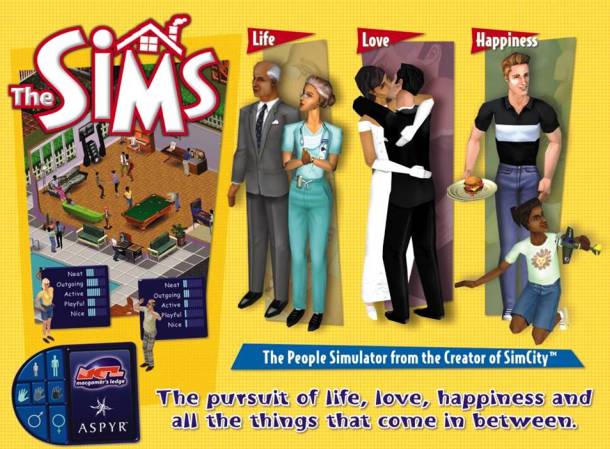 The SiMS
Life
Love
Happiness
Neat
Outgoing
Active
Playful
Nice
Neat
Outgoing
Active
Playful
Nice
The People Simulator from the Creator of SimCity™
MGL
macgamer's ledge
ASPYR
The pursuit of life, love, happiness and
all the things that come in between.